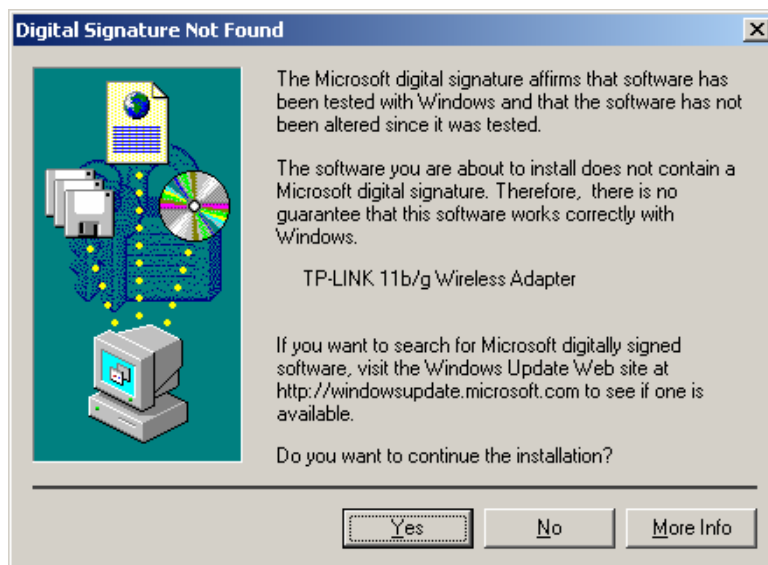 Digital Signature Not Found
The Microsoft digital signature affirms that software has
been tested with Windows and that the software has not
been altered since it was tested.
The software you are about to install does not contain a
Microsoft digital signature. Therefore,  there is no
guarantee that this software works correctly with
Windows.
TP-LINK 11b/g Wireless Adapter
If you want to search for Microsoft digitally signed
software, visit the Windows Update Web site at
http://windowsupdate.microsoft.com to see if one is
available.
Do you want to continue the installation?
Yes No More Info